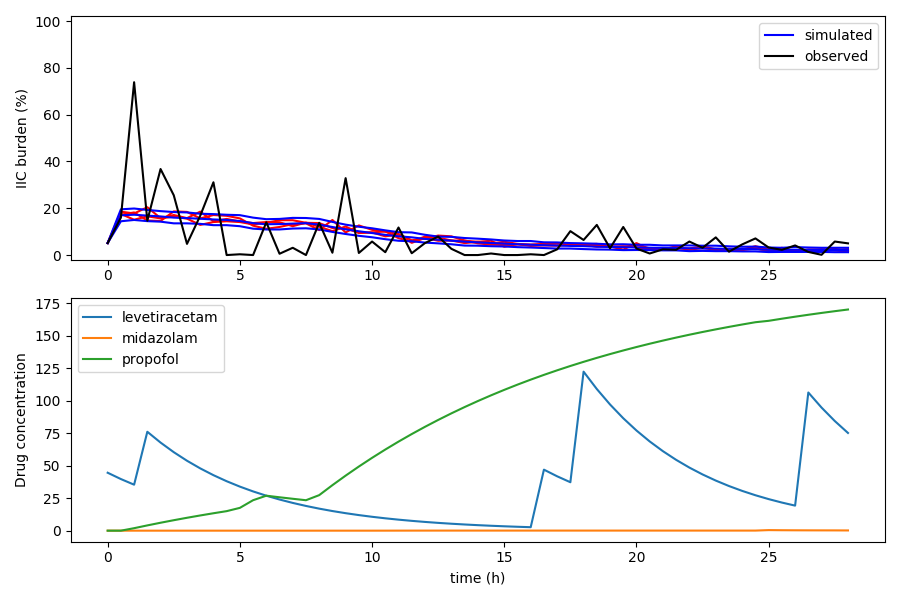 100
80
60
40
20
0
IIC burden (%)
simulated
observed
0 5 10 15 20 25
175
150
125
100
75
50
25
0
Drug concentration
levetiracetam
midazolam
propofol
0 5 10 15 20 25
time (h)